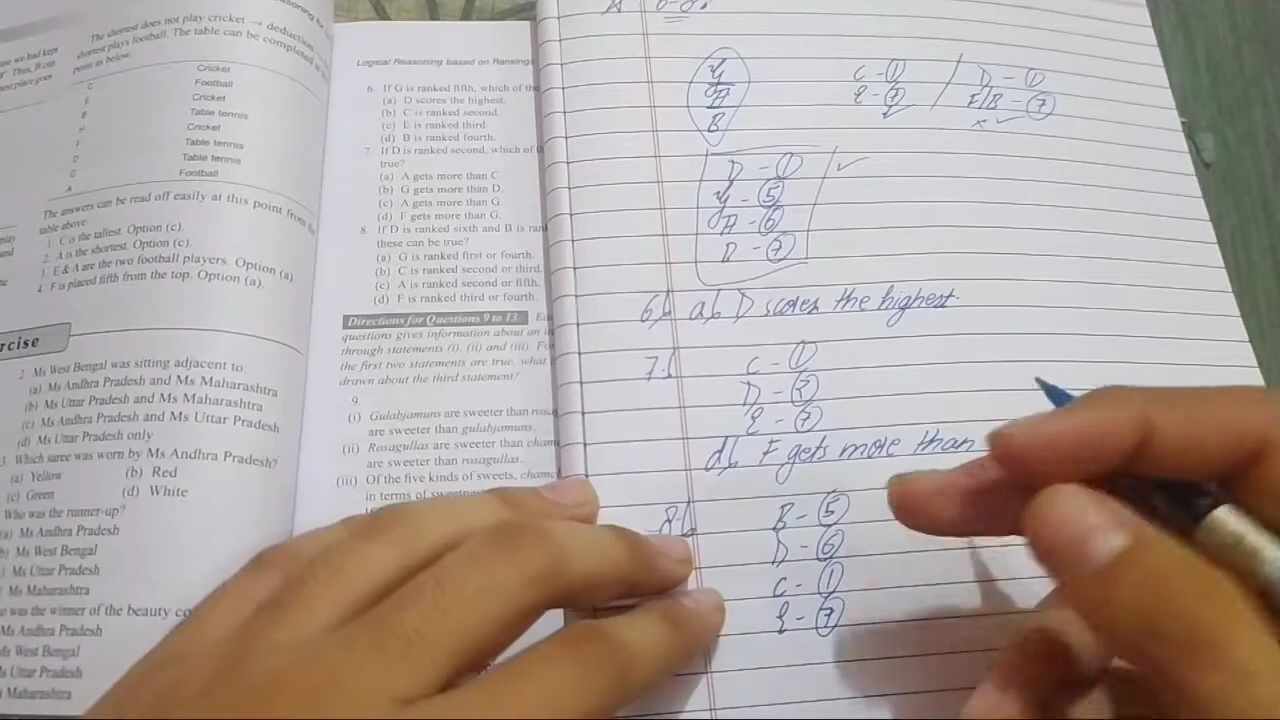 The shortest does not play cricket → deduction
shortest plays football. The table can be completed
point as below:
C Cricket
E Football
B Cricket
H Table tennis
F Cricket
D Table tennis
G Table tennis
A Football
The answers can be read off easily at this point from
table above.
1. C is the tallest. Option (c).
2. A is the shortest. Option (c).
3. E & A are the two football players. Option (a)
4. F is placed fifth from the top. Option (a).
rcise
2 Ms West Bengal was sitting adjacent to:
(a) Ms Andhra Pradesh and Ms Maharashtra
(b) Ms Uttar Pradesh and Ms Maharashtra
(c) Ms Andhra Pradesh and Ms Uttar Pradesh
(d) Ms Uttar Pradesh only
3 Which saree was worn by Ms Andhra Pradesh?
(a) Yellow (b) Red
(c) Green (d) White
Who was the runner-up?
(a) Ms Andhra Pradesh
Ms West Bengal
Ms Uttar Pradesh
Ms Maharashtra
was the winner of the beauty co
Ms Andhra Pradesh
Ms West Bengal
Ms Uttar Pradesh
Maharashtra
Logical Reasoning based on Rankings
6. If G is ranked fifth, which of the
(a) D scores the highest.
(b) C is ranked second.
(c) E is ranked third.
(d) B is ranked fourth.
7. If D is ranked second, which of
true?
(a) A gets more than C.
(b) G gets more than D.
(c) A gets more than G.
(d) F gets more than G.
8. If D is ranked sixth and B is ran
these can be true?
(a) G is ranked first or fourth.
(b) C is ranked second or third.
(c) A is ranked second or fifth.
(d) F is ranked third or fourth.
Directions for Questions 9 to 13:
questions gives information about an
through statements (i), (ii) and (iii).
the first two statements are true, what
drawn about the third statement?
9.
(i) Gulabjamuns are sweeter than
are sweeter than gulabjamuns.
(ii) Rasagullas are sweeter than cham
are sweeter than rosagullas.
(iii) Of the five kinds of sweets,
in terms of sweetness
G
A
B
C - 1
E - 7
D - 1
E/B - 7
× ✓
D - 1 ✓
G - 5
A - 6
B - 7
6.) a) D scores the highest.
7.) C - 1
D - 2
E - 7
d) F gets more than
8.) B - 5
D - 6
C - 1
E - 7